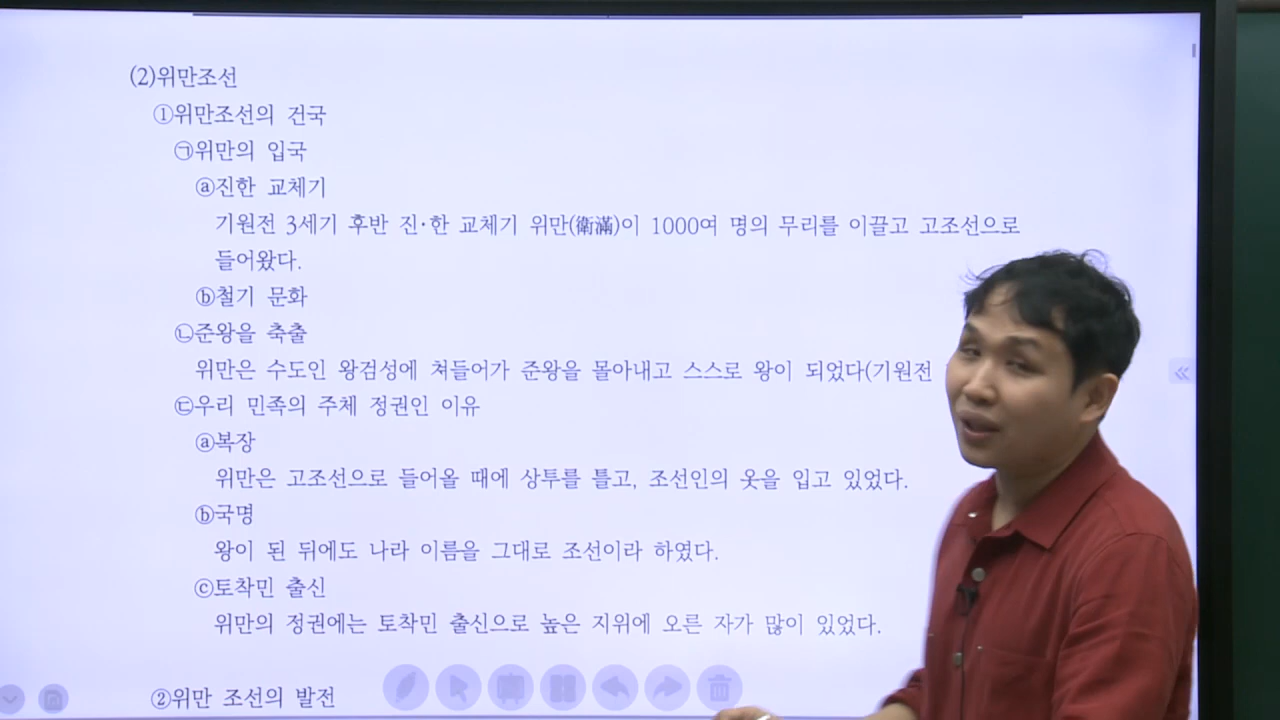 (2)위만조선
①위만조선의 건국
㉠위만의 입국
ⓐ진한 교체기
기원전 3세기 후반 진·한 교체기 위만(衛滿)이 1000여 명의 무리를 이끌고 고조선으로
들어왔다.
ⓑ철기 문화
㉡준왕을 축출
위만은 수도인 왕검성에 쳐들어가 준왕을 몰아내고 스스로 왕이 되었다(기원전
㉢우리 민족의 주체 정권인 이유
ⓐ복장
위만은 고조선으로 들어올 때에 상투를 틀고, 조선인의 옷을 입고 있었다.
ⓑ국명
왕이 된 뒤에도 나라 이름을 그대로 조선이라 하였다.
ⓒ토착민 출신
위만의 정권에는 토착민 출신으로 높은 지위에 오른 자가 많이 있었다.
②위만 조선의 발전